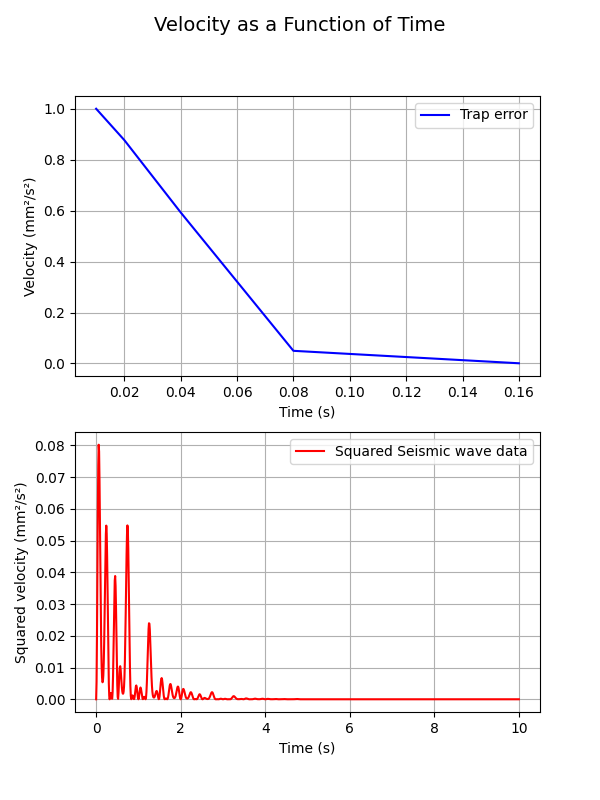 Velocity as a Function of Time
1.0
0.8
0.6
0.4
0.2
0.0
Velocity (mm²/s²)
Trap error
0.02 0.04 0.06 0.08 0.10 0.12 0.14 0.16
Time (s)
0.08
0.07
0.06
0.05
0.04
0.03
0.02
0.01
0.00
Squared velocity (mm²/s²)
Squared Seismic wave data
0 2 4 6 8 10
Time (s)